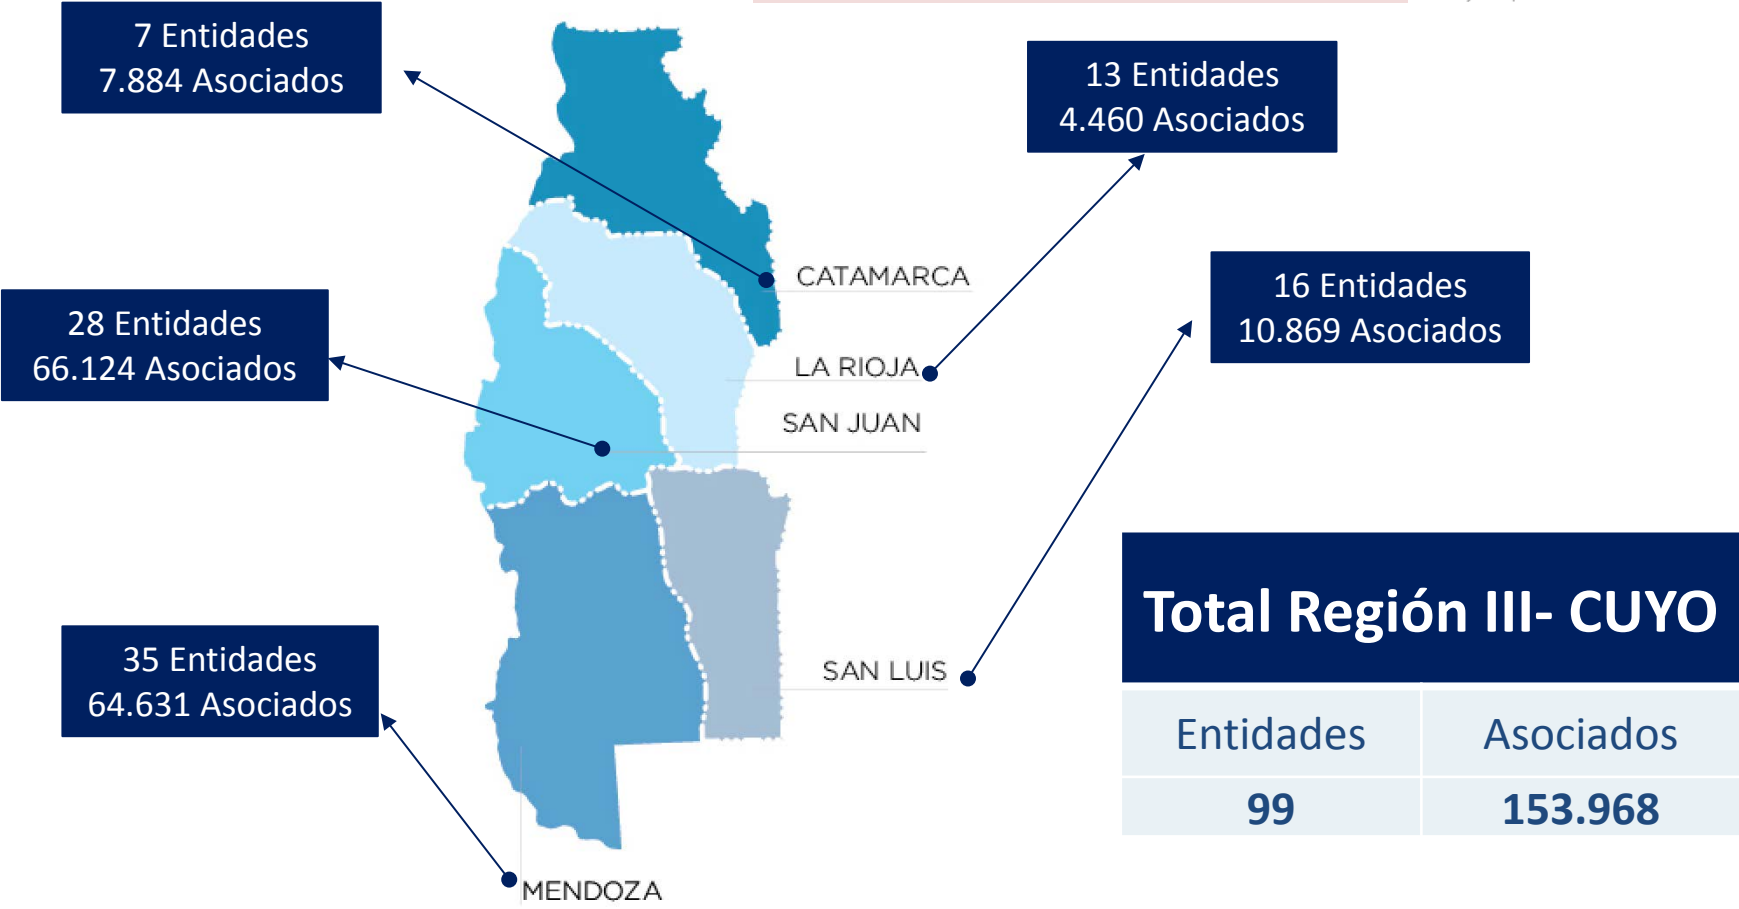 7 Entidades
7.884 Asociados
13 Entidades
4.460 Asociados
CATAMARCA
16 Entidades
10.869 Asociados
28 Entidades
66.124 Asociados
LA RIOJA
SAN JUAN
Total Región III- CUYO
35 Entidades
64.631 Asociados
SAN LUIS
Entidades
Asociados
99
153.968
MENDOZA